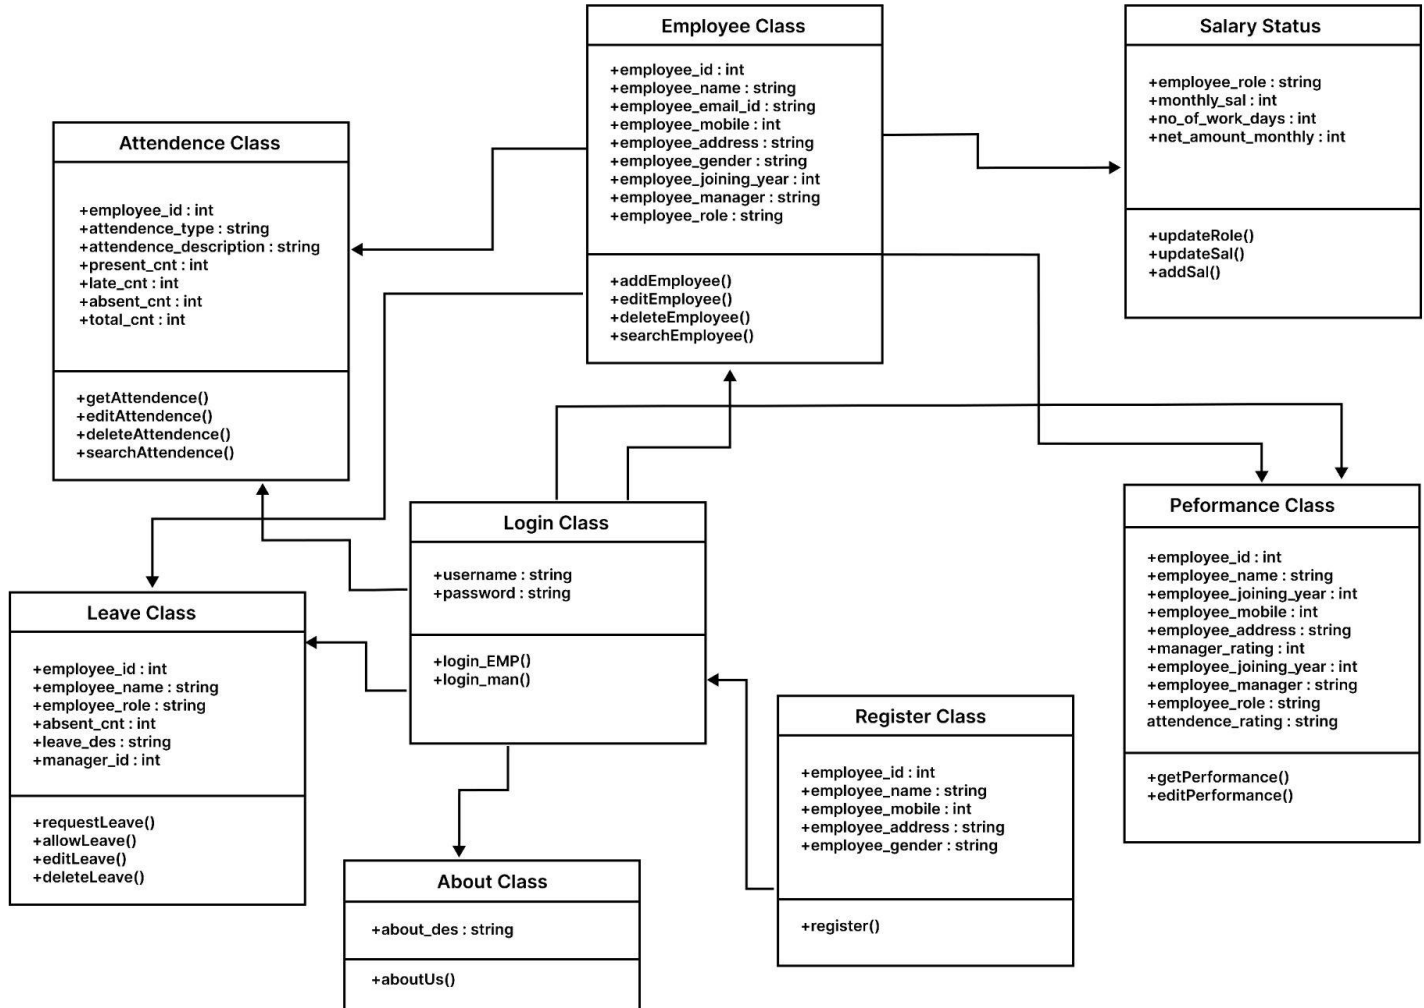 Employee Class
+employee_id : int
+employee_name : string
+employee_email_id : string
+employee_mobile : int
+employee_address : string
+employee_gender : string
+employee_joining_year : int
+employee_manager : string
+employee_role : string
+addEmployee()
+editEmployee()
+deleteEmployee()
+searchEmployee()
Salary Status
+employee_role : string
+monthly_sal : int
+no_of_work_days : int
+net_amount_monthly : int
+updateRole()
+updateSal()
+addSal()
Attendence Class
+employee_id : int
+attendence_type : string
+attendence_description : string
+present_cnt : int
+late_cnt : int
+absent_cnt : int
+total_cnt : int
+getAttendence()
+editAttendence()
+deleteAttendence()
+searchAttendence()
Login Class
+username : string
+password : string
+login_EMP()
+login_man()
Peformance Class
+employee_id : int
+employee_name : string
+employee_joining_year : int
+employee_mobile : int
+employee_address : string
+manager_rating : int
+employee_joining_year : int
+employee_manager : string
+employee_role : string
attendence_rating : string
+getPerformance()
+editPerformance()
Leave Class
+employee_id : int
+employee_name : string
+employee_role : string
+absent_cnt : int
+leave_des : string
+manager_id : int
+requestLeave()
+allowLeave()
+editLeave()
+deleteLeave()
Register Class
+employee_id : int
+employee_name : string
+employee_mobile : int
+employee_address : string
+employee_gender : string
+register()
About Class
+about_des : string
+aboutUs()